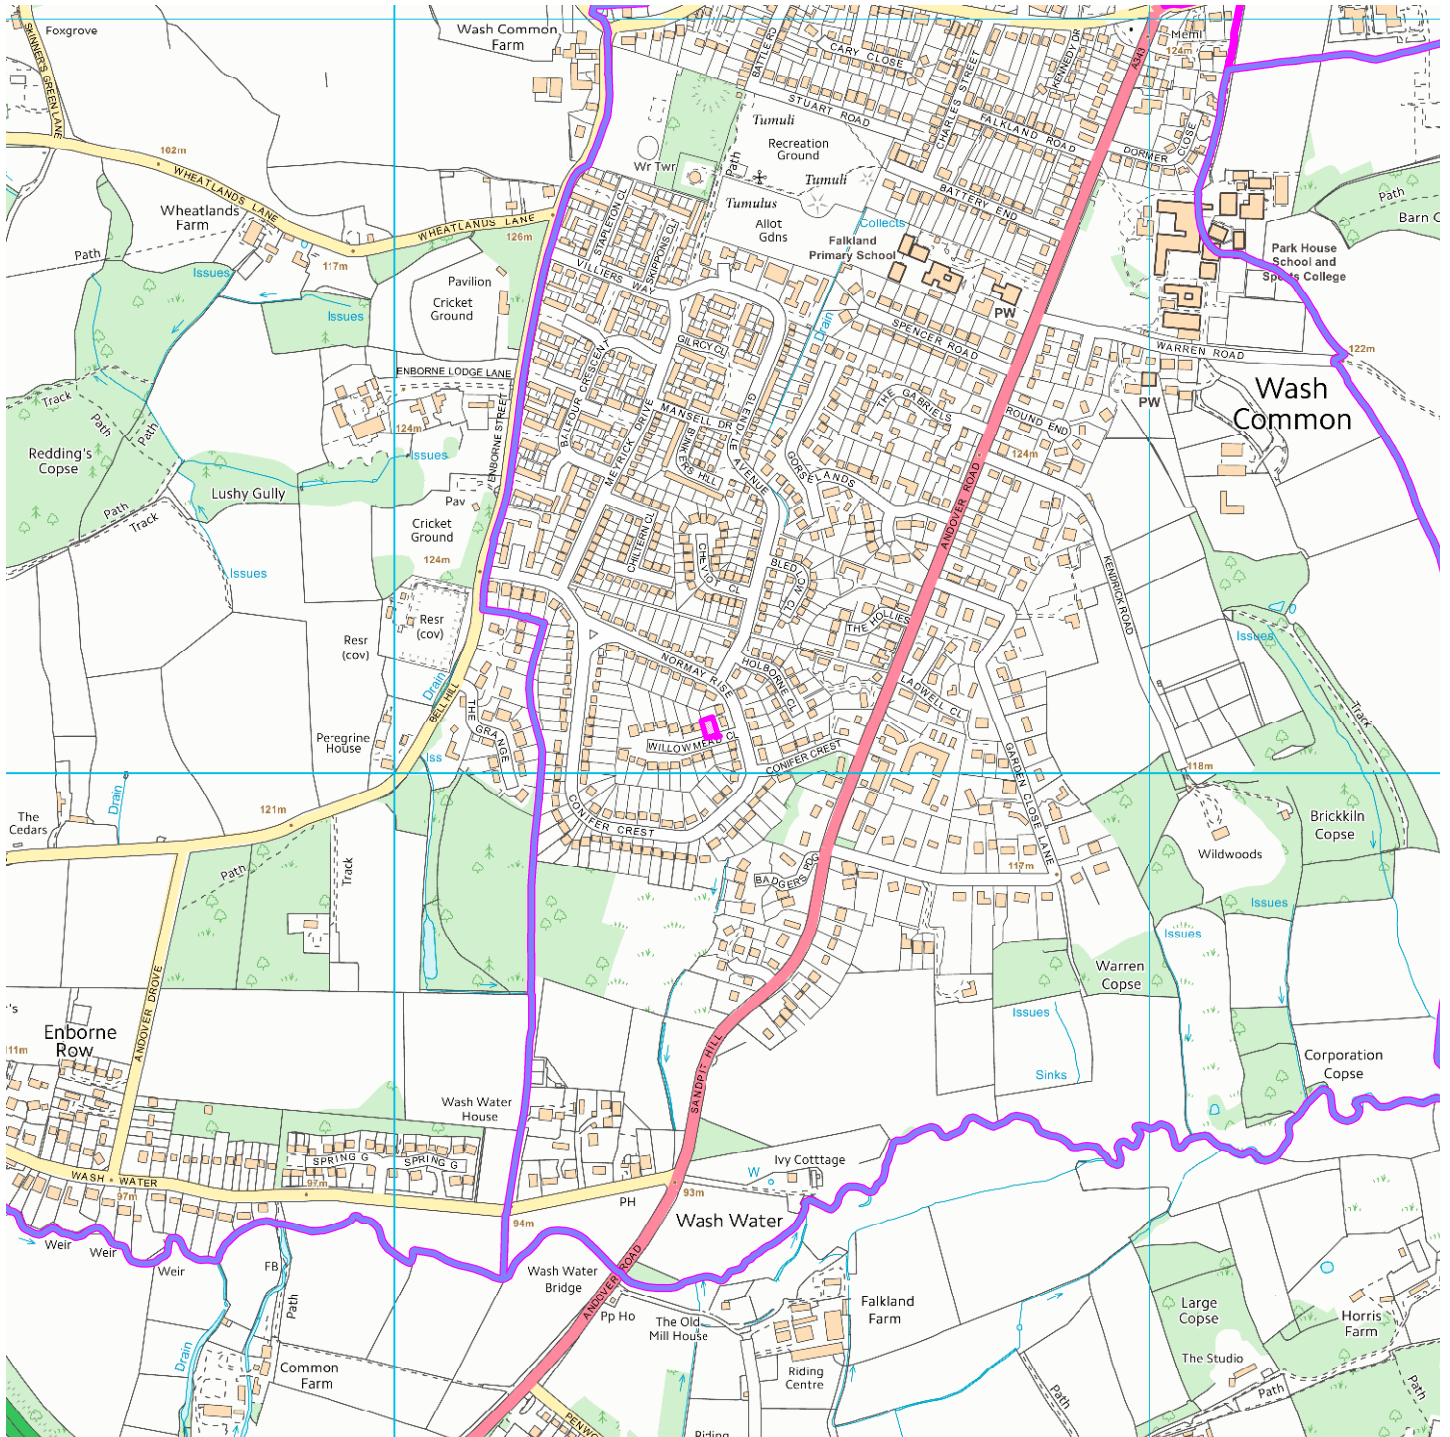 Foxgrove
SKINNER'S GREEN LANE
Wash Common
Farm
BATTLE RD
CARY CLOSE
KENNEDY DR
A343
Meml
124m
STUART ROAD
CHARLES STREET
FALKLAND ROAD
DORMER
CLOSE
Tumuli
Recreation
Ground
Path
Wr Twr
Tumuli
BATTERY END
102m
WHEATLANDS LANE
Wheatlands
Farm
WHEATLANDS LANE
126m
STAPLETON CL
SKIPPONS CL
Tumulus
Allot
Gdns
Collects
Falkland
Primary School
Path
Barn C
Park House
School and
Sports College
Path
117m
Issues
Issues
Pavilion
Cricket
Ground
VILLIERS WAY
Drain
PW
SPENCER ROAD
WARREN ROAD
122m
GILROY CL
ENBORNE LODGE LANE
ENBORNE STREET
BALFOUR CRESCENT
MEYRICK DRIVE
MANSELL DR
GLENDALE AVENUE
BUNKERS HILL
THE GABRIELS
ROUND END
PW
Wash
Common
Track
Path
Path
124m
Issues
Redding's
Copse
Lushy Gully
Pav
GORSELANDS
124m
ANDOVER ROAD
Path
Track
Cricket
Ground
124m
CHILTERN CL
CHEVIOT CL
BLEDLOW CL
KENDRICK ROAD
Issues
Resr
(cov)
Resr
(cov)
THE HOLLIES
Issues
NORMAY RISE
HOLBORNE CL
LADWELL CL
Drain
BELL HILL
THE GRANGE
Peregrine
House
Iss
WILLOWMEAD CL
CONIFER CREST
GARDEN CLOSE LANE
Track
118m
The
Cedars
Drain
121m
CONIFER CREST
Brickkiln
Copse
Wildwoods
Path
Track
BADGERS RDG
117m
Issues
Issues
ANDOVER DROVE
Warren
Copse
's
Enborne
Row
111m
Issues
Sinks
SANDPIT HILL
Corporation
Copse
Wash Water
House
SPRING G
SPRING G
Ivy Cotttage
W
WASH WATER
97m
97m
93m
PH
94m
Wash Water
Weir
Weir
Weir
FB
Path
Wash Water
Bridge
ANDOVER ROAD
Pp Ho
The Old
Mill House
Falkland
Farm
Large
Copse
Horris
Farm
Drain
Common
Farm
Riding
Centre
The Studio
Path
Path
Path
PENWO
Riding